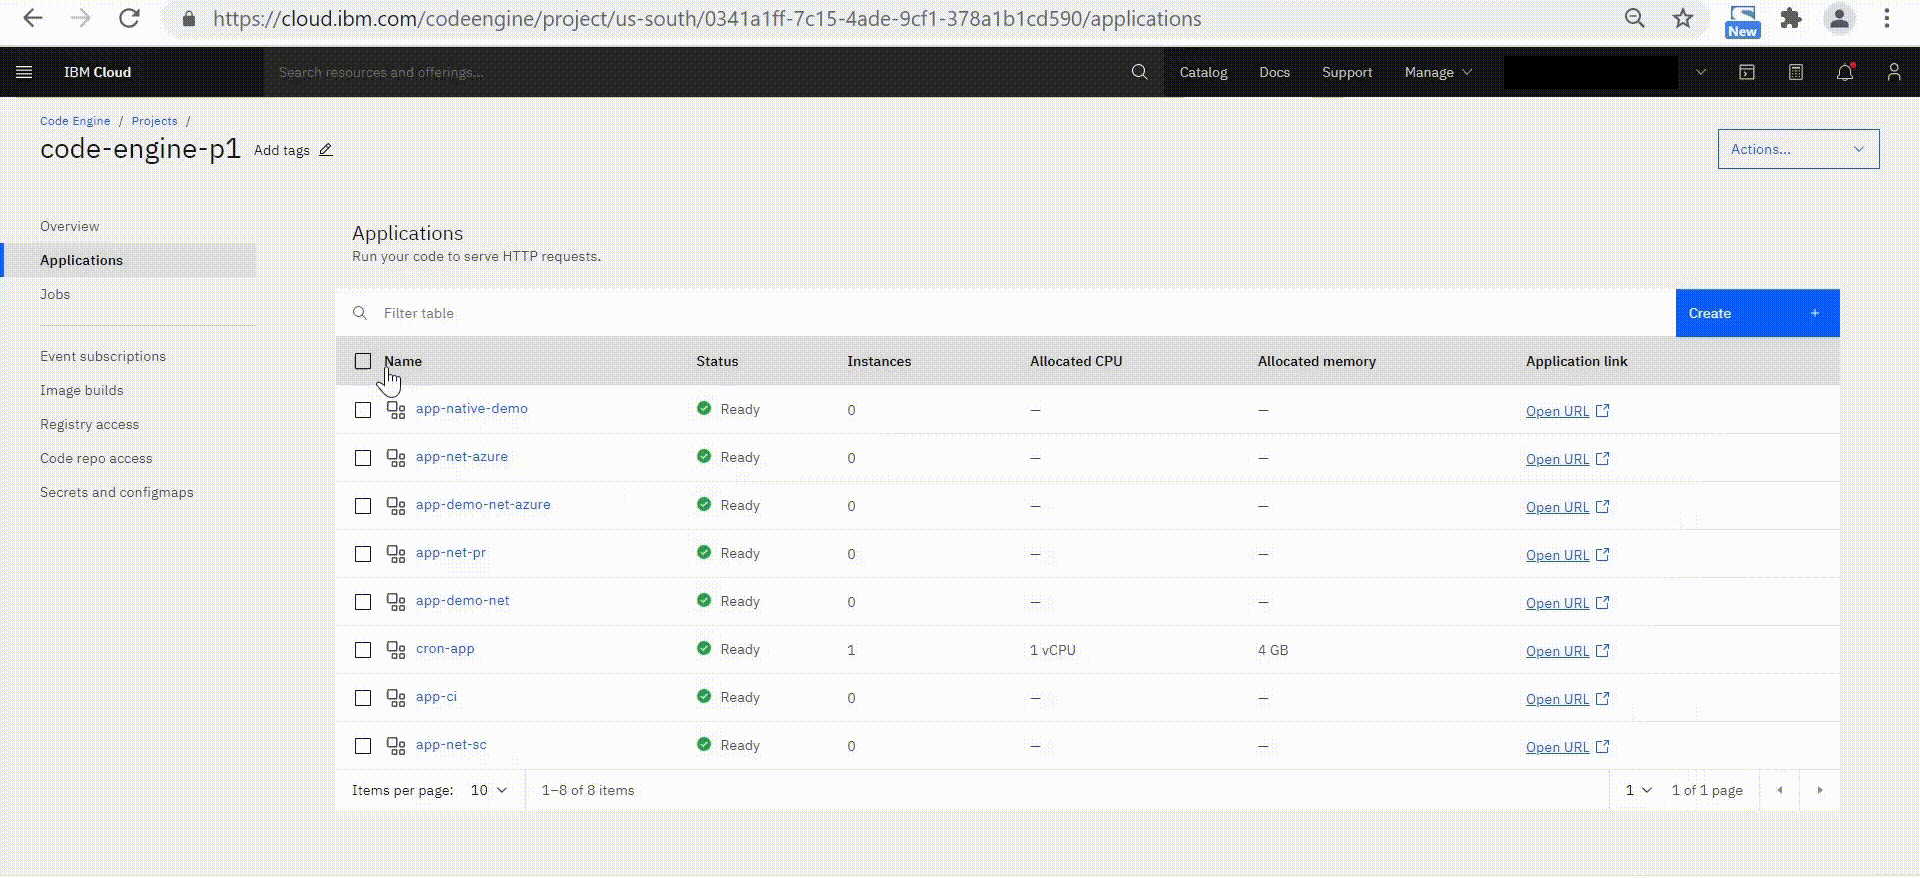 https://cloud.ibm.com/codeengine/project/us-south/0341a1ff-7c15-4ade-9cf1-378a1b1cd590/applications
New
IBM Cloud Search resources and offerings... Catalog Docs Support Manage
Code Engine / Projects /
code-engine-p1 Add tags Actions...
Overview
Applications
Jobs
Event subscriptions
Image builds
Registry access
Code repo access
Secrets and configmaps
Applications
Run your code to serve HTTP requests.
Filter table Create +
Name Status Instances Allocated CPU Allocated memory Application link
app-native-demo Ready 0 — — Open URL
app-net-azure Ready 0 — — Open URL
app-demo-net-azure Ready 0 — — Open URL
app-net-pr Ready 0 — — Open URL
app-demo-net Ready 0 — — Open URL
cron-app Ready 1 1 vCPU 4 GB Open URL
app-ci Ready 0 — — Open URL
app-net-sc Ready 0 — — Open URL
Items per page: 10 1–8 of 8 items 1 1 of 1 page